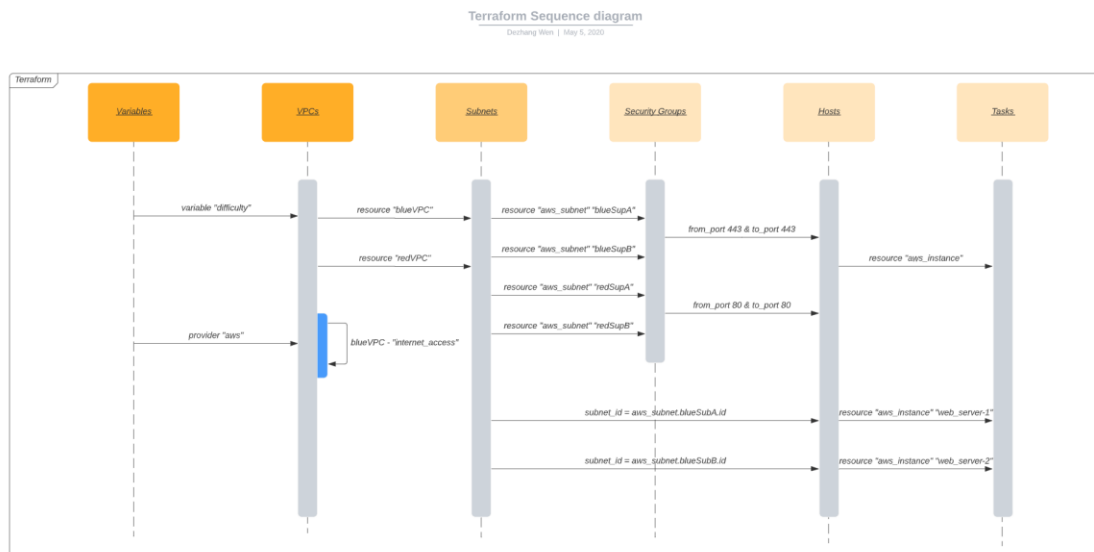 Terraform Sequence diagram
Dezhang Wen | May 5, 2020
Terraform
Variables
VPCs
Subnets
Security Groups
Hosts
Tasks
variable "difficulty"
resource "blueVPC"
resource "aws_subnet" "blueSupA"
from_port 443 & to_port 443
resource "aws_subnet" "blueSupB"
resource "redVPC"
resource "aws_instance"
resource "aws_subnet" "redSupA"
from_port 80 & to_port 80
resource "aws_subnet" "redSupB"
provider "aws"
blueVPC - "internet_access"
subnet_id = aws_subnet.blueSubA.id
resource "aws_instance" "web_server-1"
subnet_id = aws_subnet.blueSubB.id
resource "aws_instance" "web_server-2"